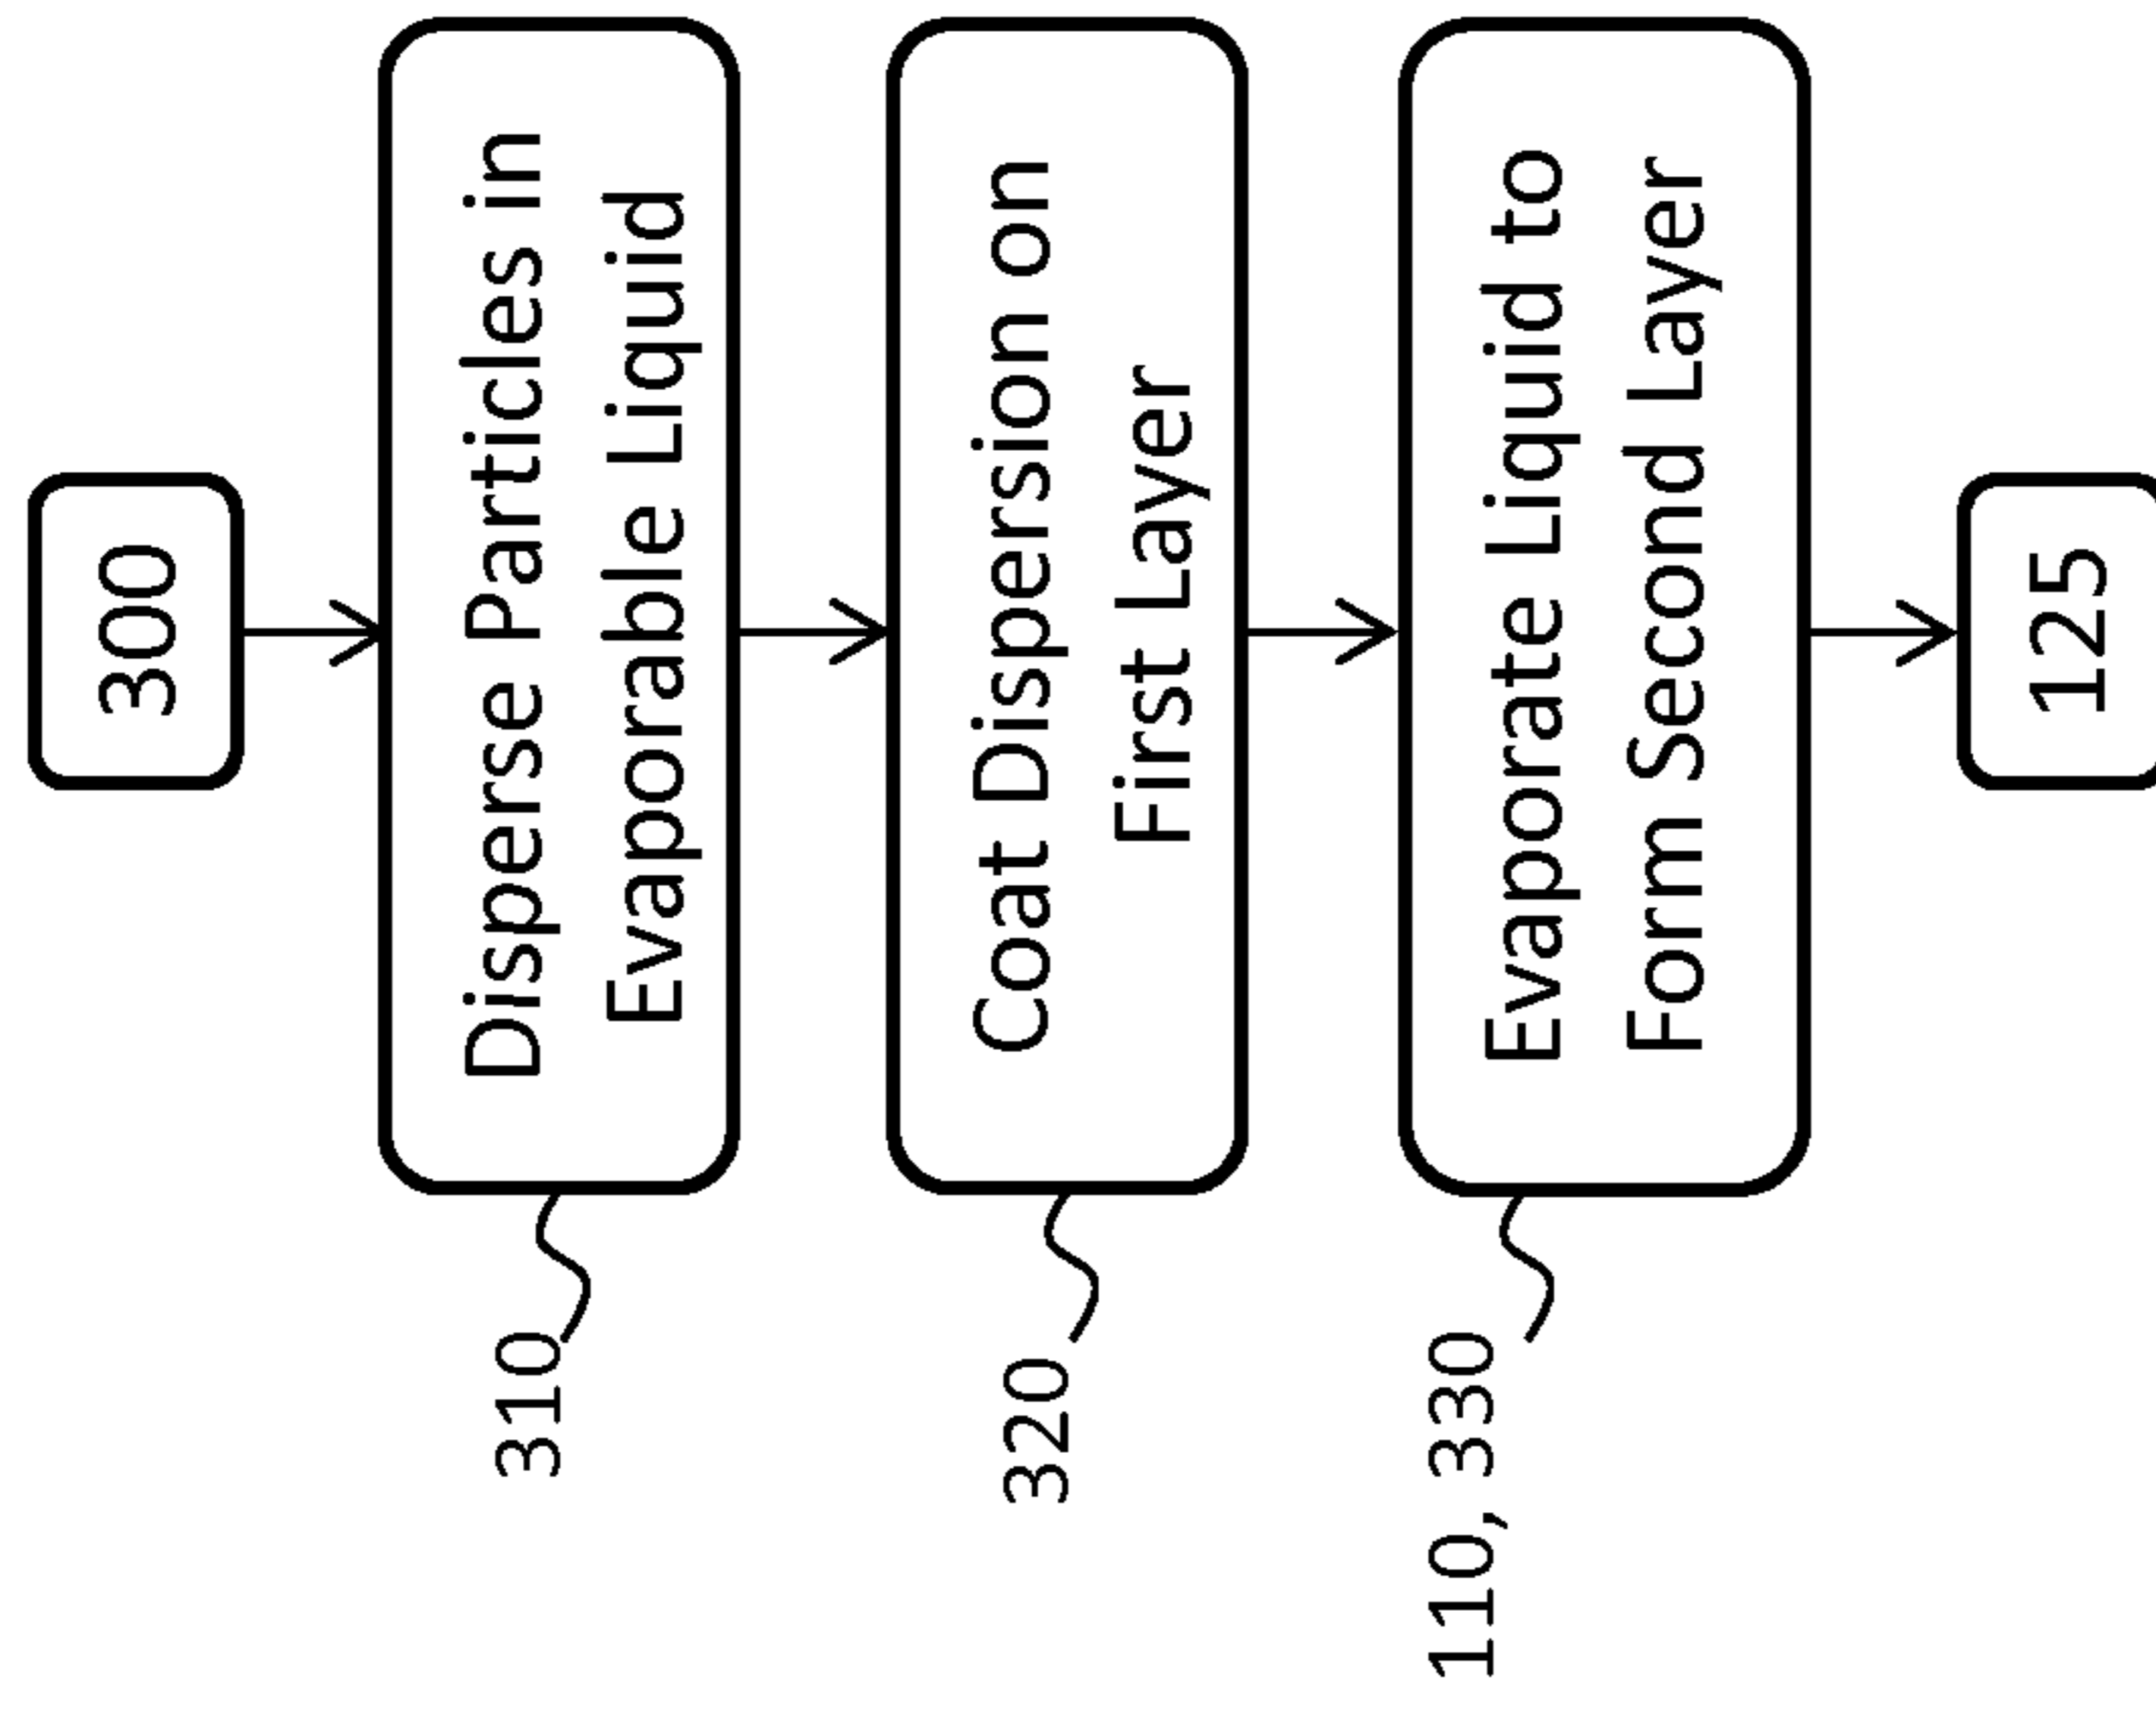 300
Disperse Particles in
Evaporable Liquid
310
Coat Dispersion on
First Layer
320
Evaporate Liquid to
Form Second Layer
110, 330
125